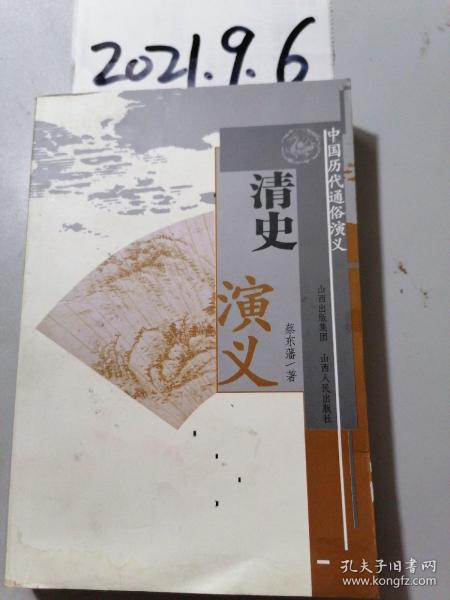 2021.9.6
中国历代通俗演义
清史
演义
蔡东藩一著
山西出版集团 山西人民出版社
孔夫子旧书网
www.kongfz.com